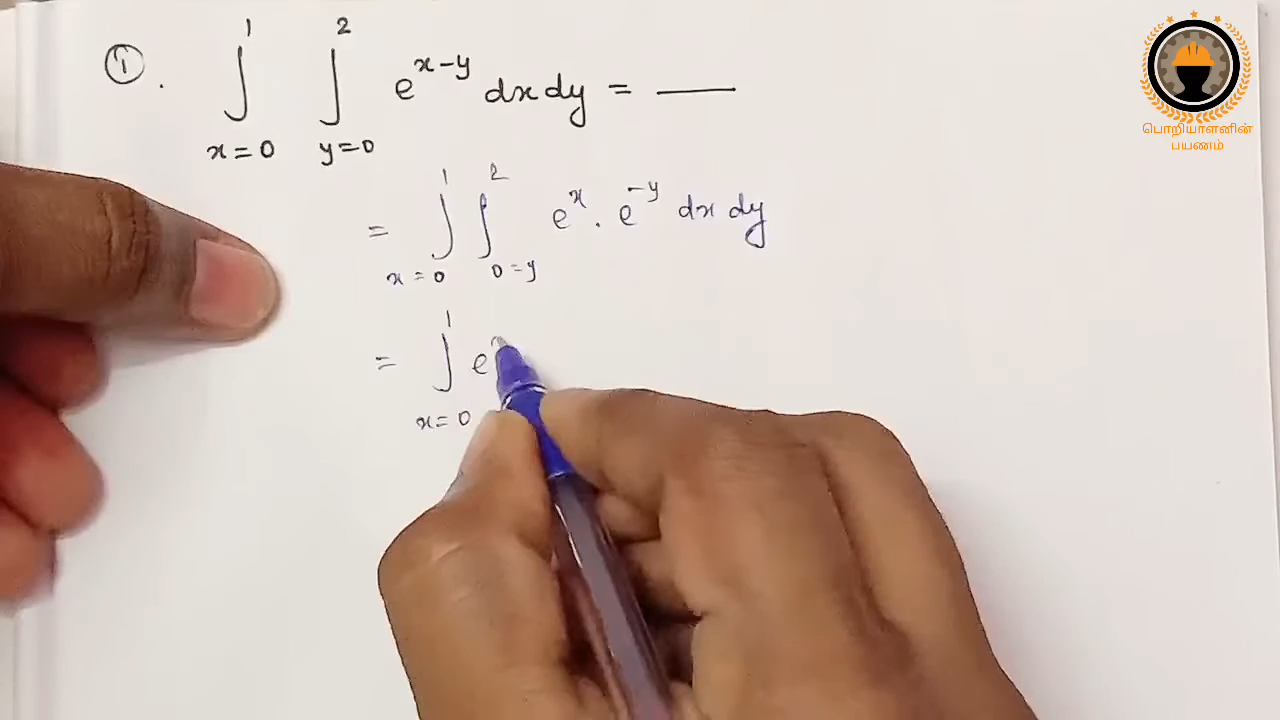 ① . ∫_{x=0}^{1} ∫_{y=0}^{2} e^{x-y} dx dy = ___
= ∫_{x=0}^{1} ∫_{0=y}^{2} e^{x} . e^{-y} dx dy
= ∫_{x=0}^{1} e
பொறியாளனின்
பயணம்